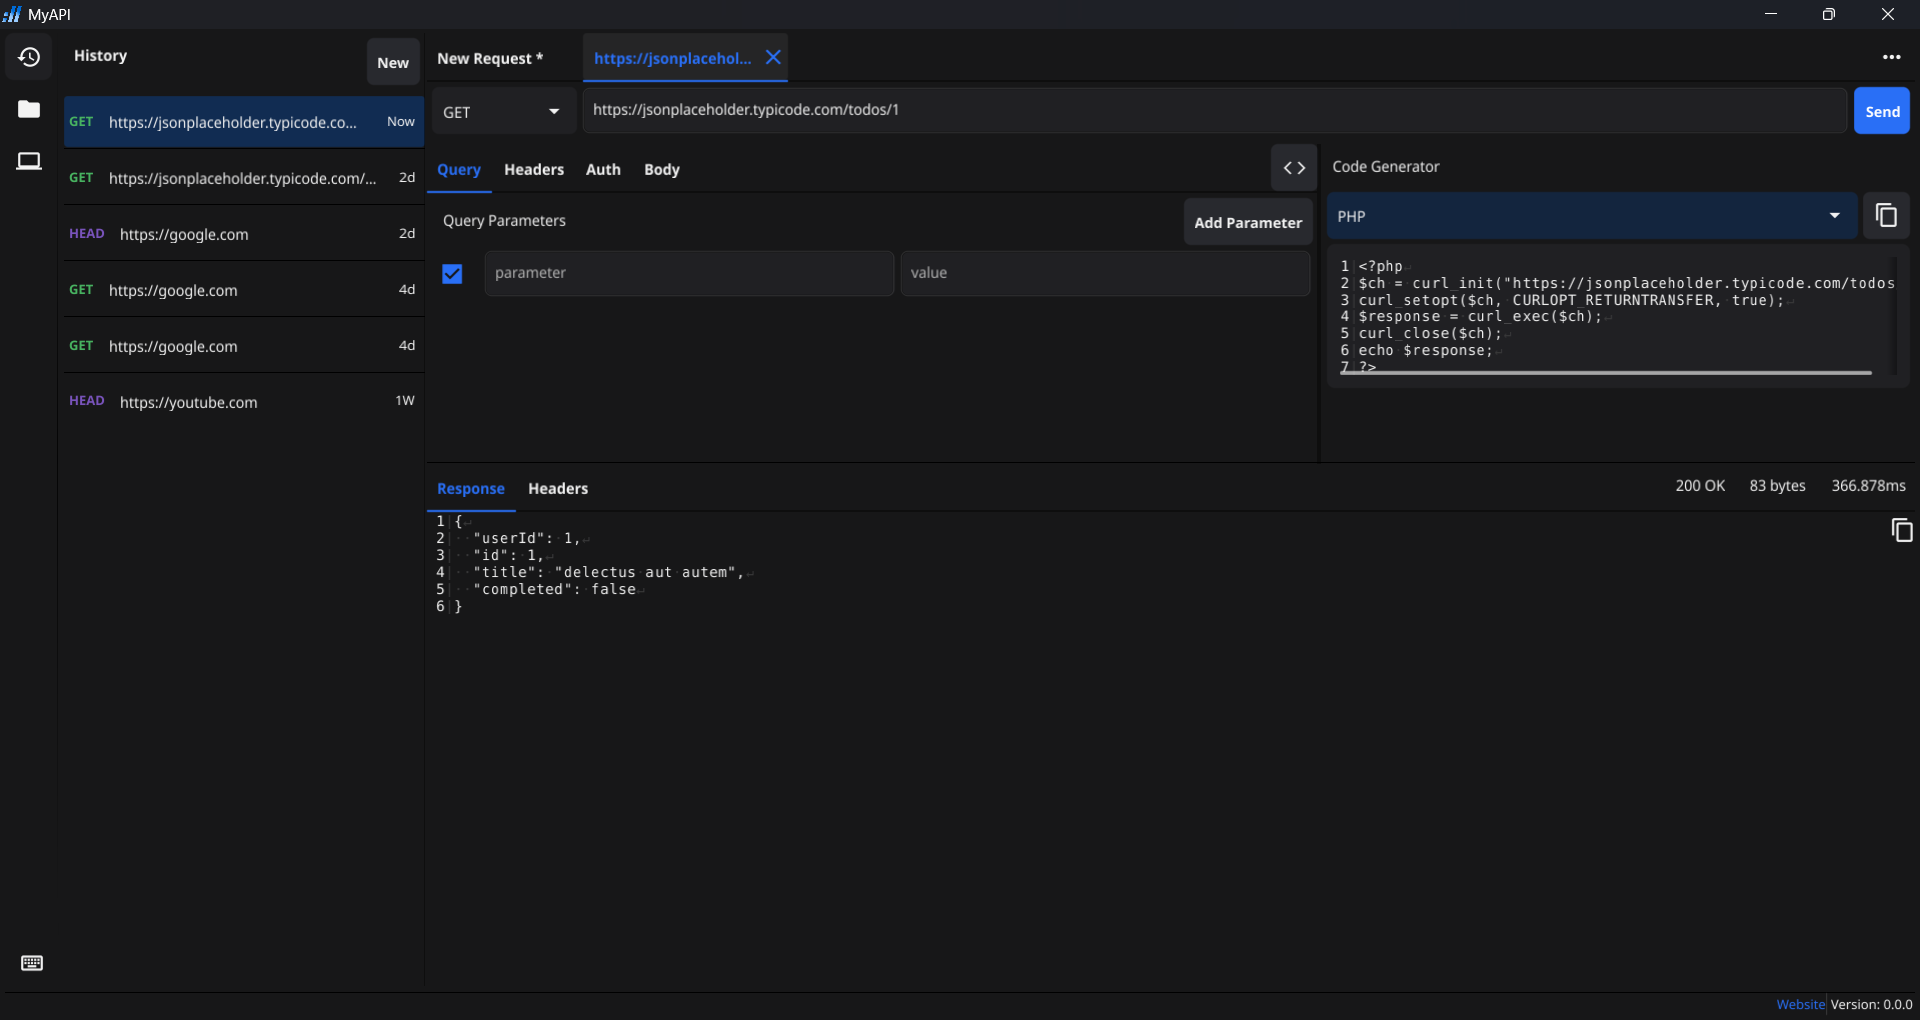 MyAPI
History
New
GET https://jsonplaceholder.typicode.co... Now
GET https://jsonplaceholder.typicode.com/... 2d
HEAD https://google.com 2d
GET https://google.com 4d
GET https://google.com 4d
HEAD https://youtube.com 1W
New Request *
https://jsonplacehol...
GET
https://jsonplaceholder.typicode.com/todos/1
Send
Query Headers Auth Body
< >
Query Parameters
Add Parameter
parameter
value
Code Generator
PHP
1 <?php
2 $ch = curl_init("https://jsonplaceholder.typicode.com/todos
3 curl_setopt($ch, CURLOPT_RETURNTRANSFER, true);
4 $response = curl_exec($ch);
5 curl_close($ch);
6 echo $response;
7 ?>
Response Headers
200 OK 83 bytes 366.878ms
1 {
2 "userId": 1,
3 "id": 1,
4 "title": "delectus aut autem",
5 "completed": false
6 }
Website Version: 0.0.0